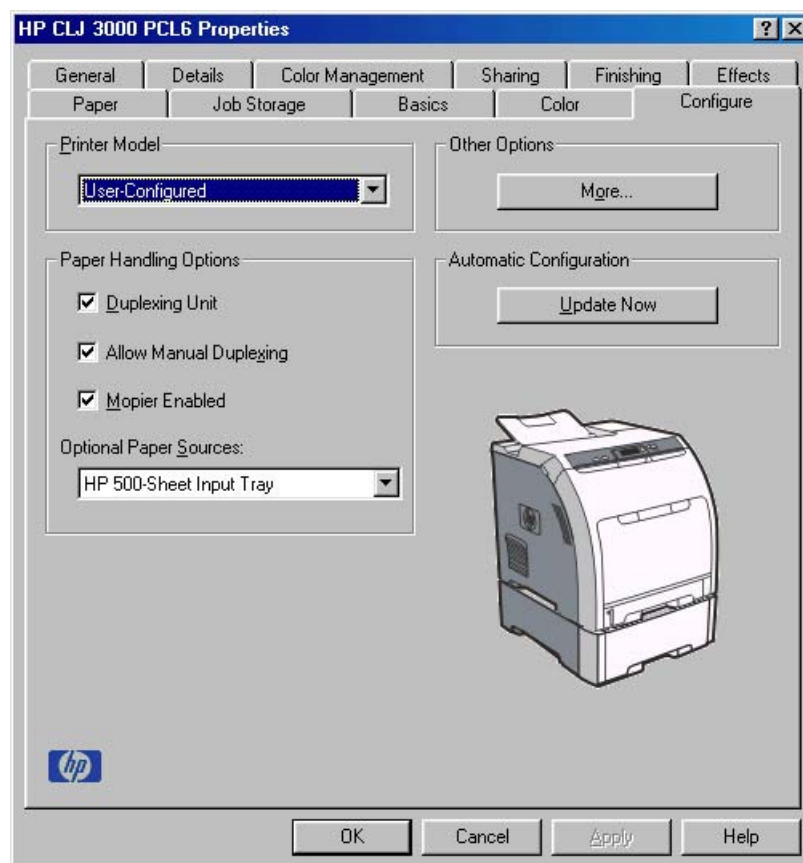 HP CLJ 3000 PCL6 Properties
General Details Color Management Sharing Finishing Effects
Paper Job Storage Basics Color Configure
Printer Model
User-Configured
Other Options
More...
Paper Handling Options
Duplexing Unit
Allow Manual Duplexing
Mopier Enabled
Optional Paper Sources:
HP 500-Sheet Input Tray
Automatic Configuration
Update Now
hp
OK Cancel Apply Help